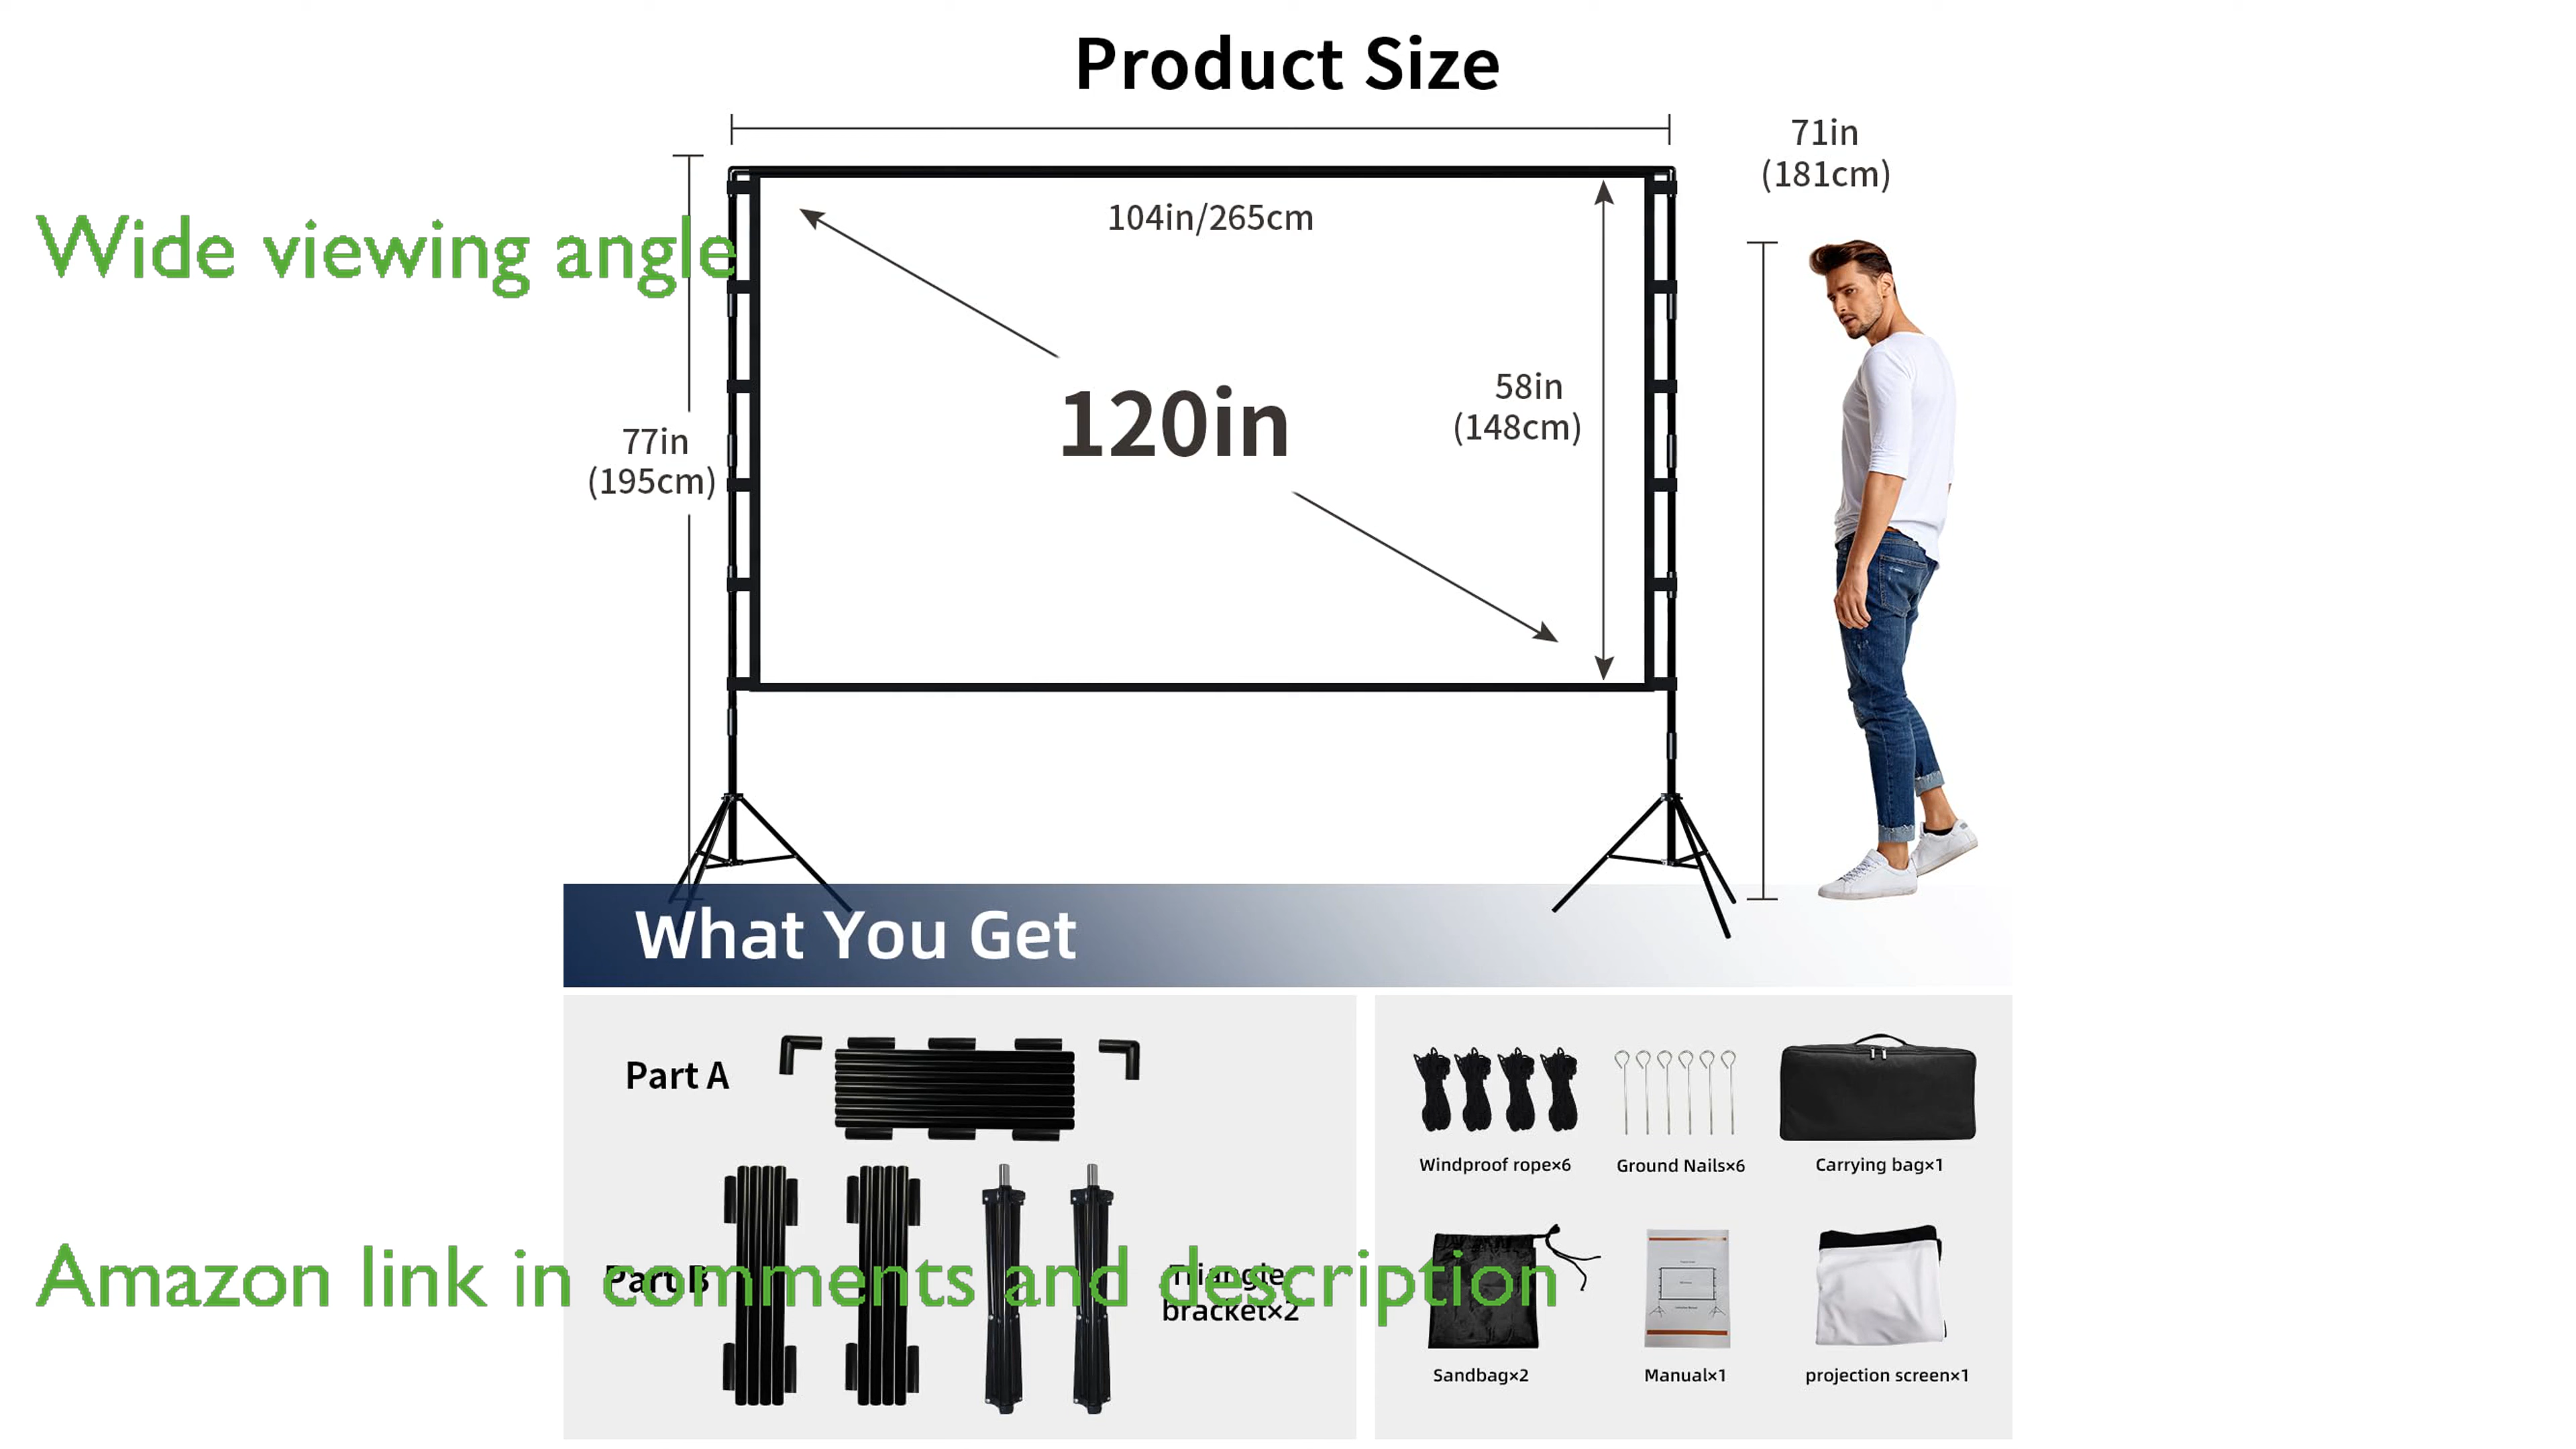 Product Size
71in
(181cm)
104in/265cm
Wide viewing angle
120in
58in
(148cm)
77in
(195cm)
What You Get
Part A
Windproof rope×6
Ground Nails×6
Carrying bag×1
Part B
Triangle
bracket×2
Amazon link in comments and description
Sandbag×2
Manual×1
projection screen×1